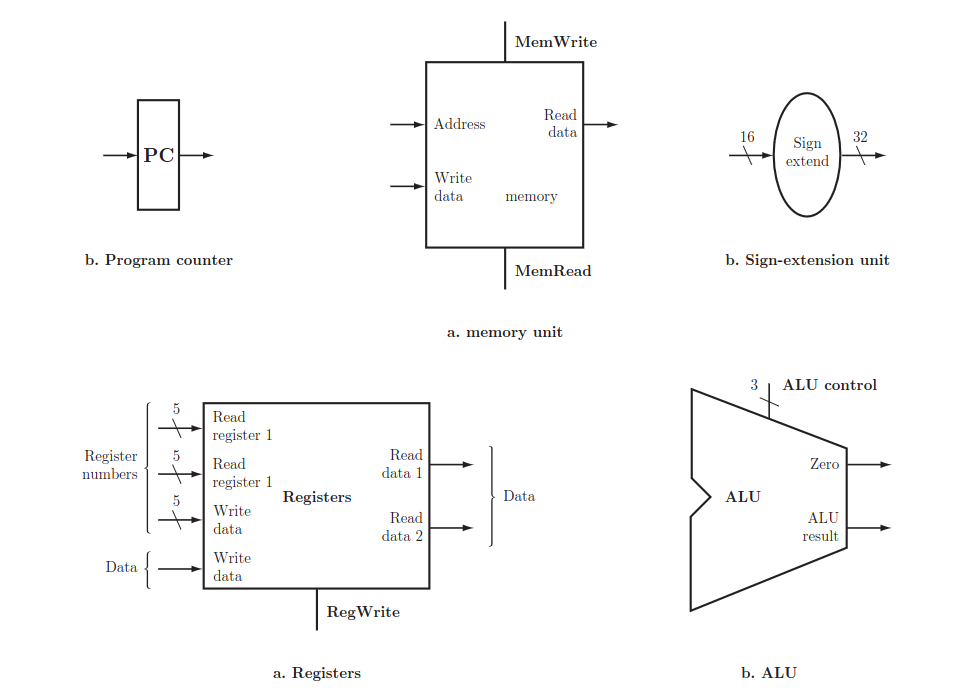 PC
b. Program counter
MemWrite
Address
Read
data
Write
data
memory
MemRead
a. memory unit
16
Sign
extend
32
b. Sign-extension unit
Register
numbers
5
5
5
Data
Read
register 1
Read
register 1
Write
data
Write
data
Registers
Read
data 1
Read
data 2
Data
RegWrite
a. Registers
3
ALU control
Zero
ALU
ALU
result
b. ALU